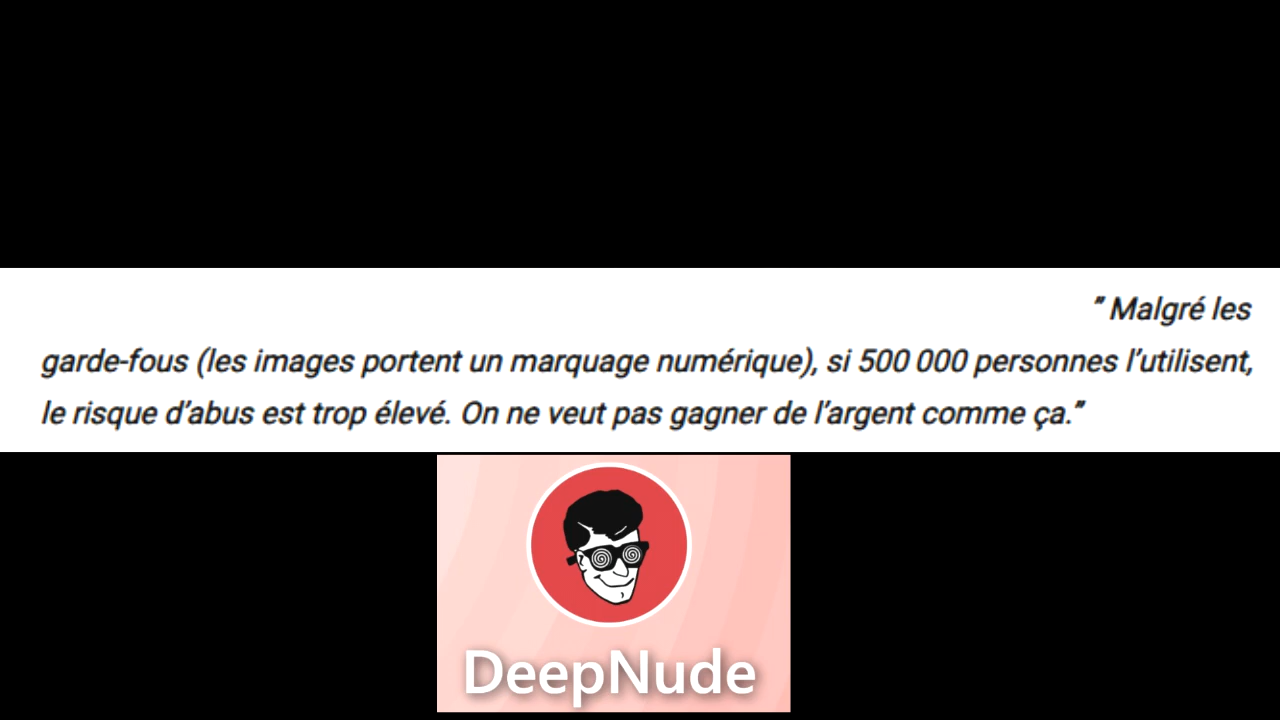 ” Malgré les
garde-fous (les images portent un marquage numérique), si 500 000 personnes l’utilisent,
le risque d’abus est trop élevé. On ne veut pas gagner de l’argent comme ça.”
DeepNude